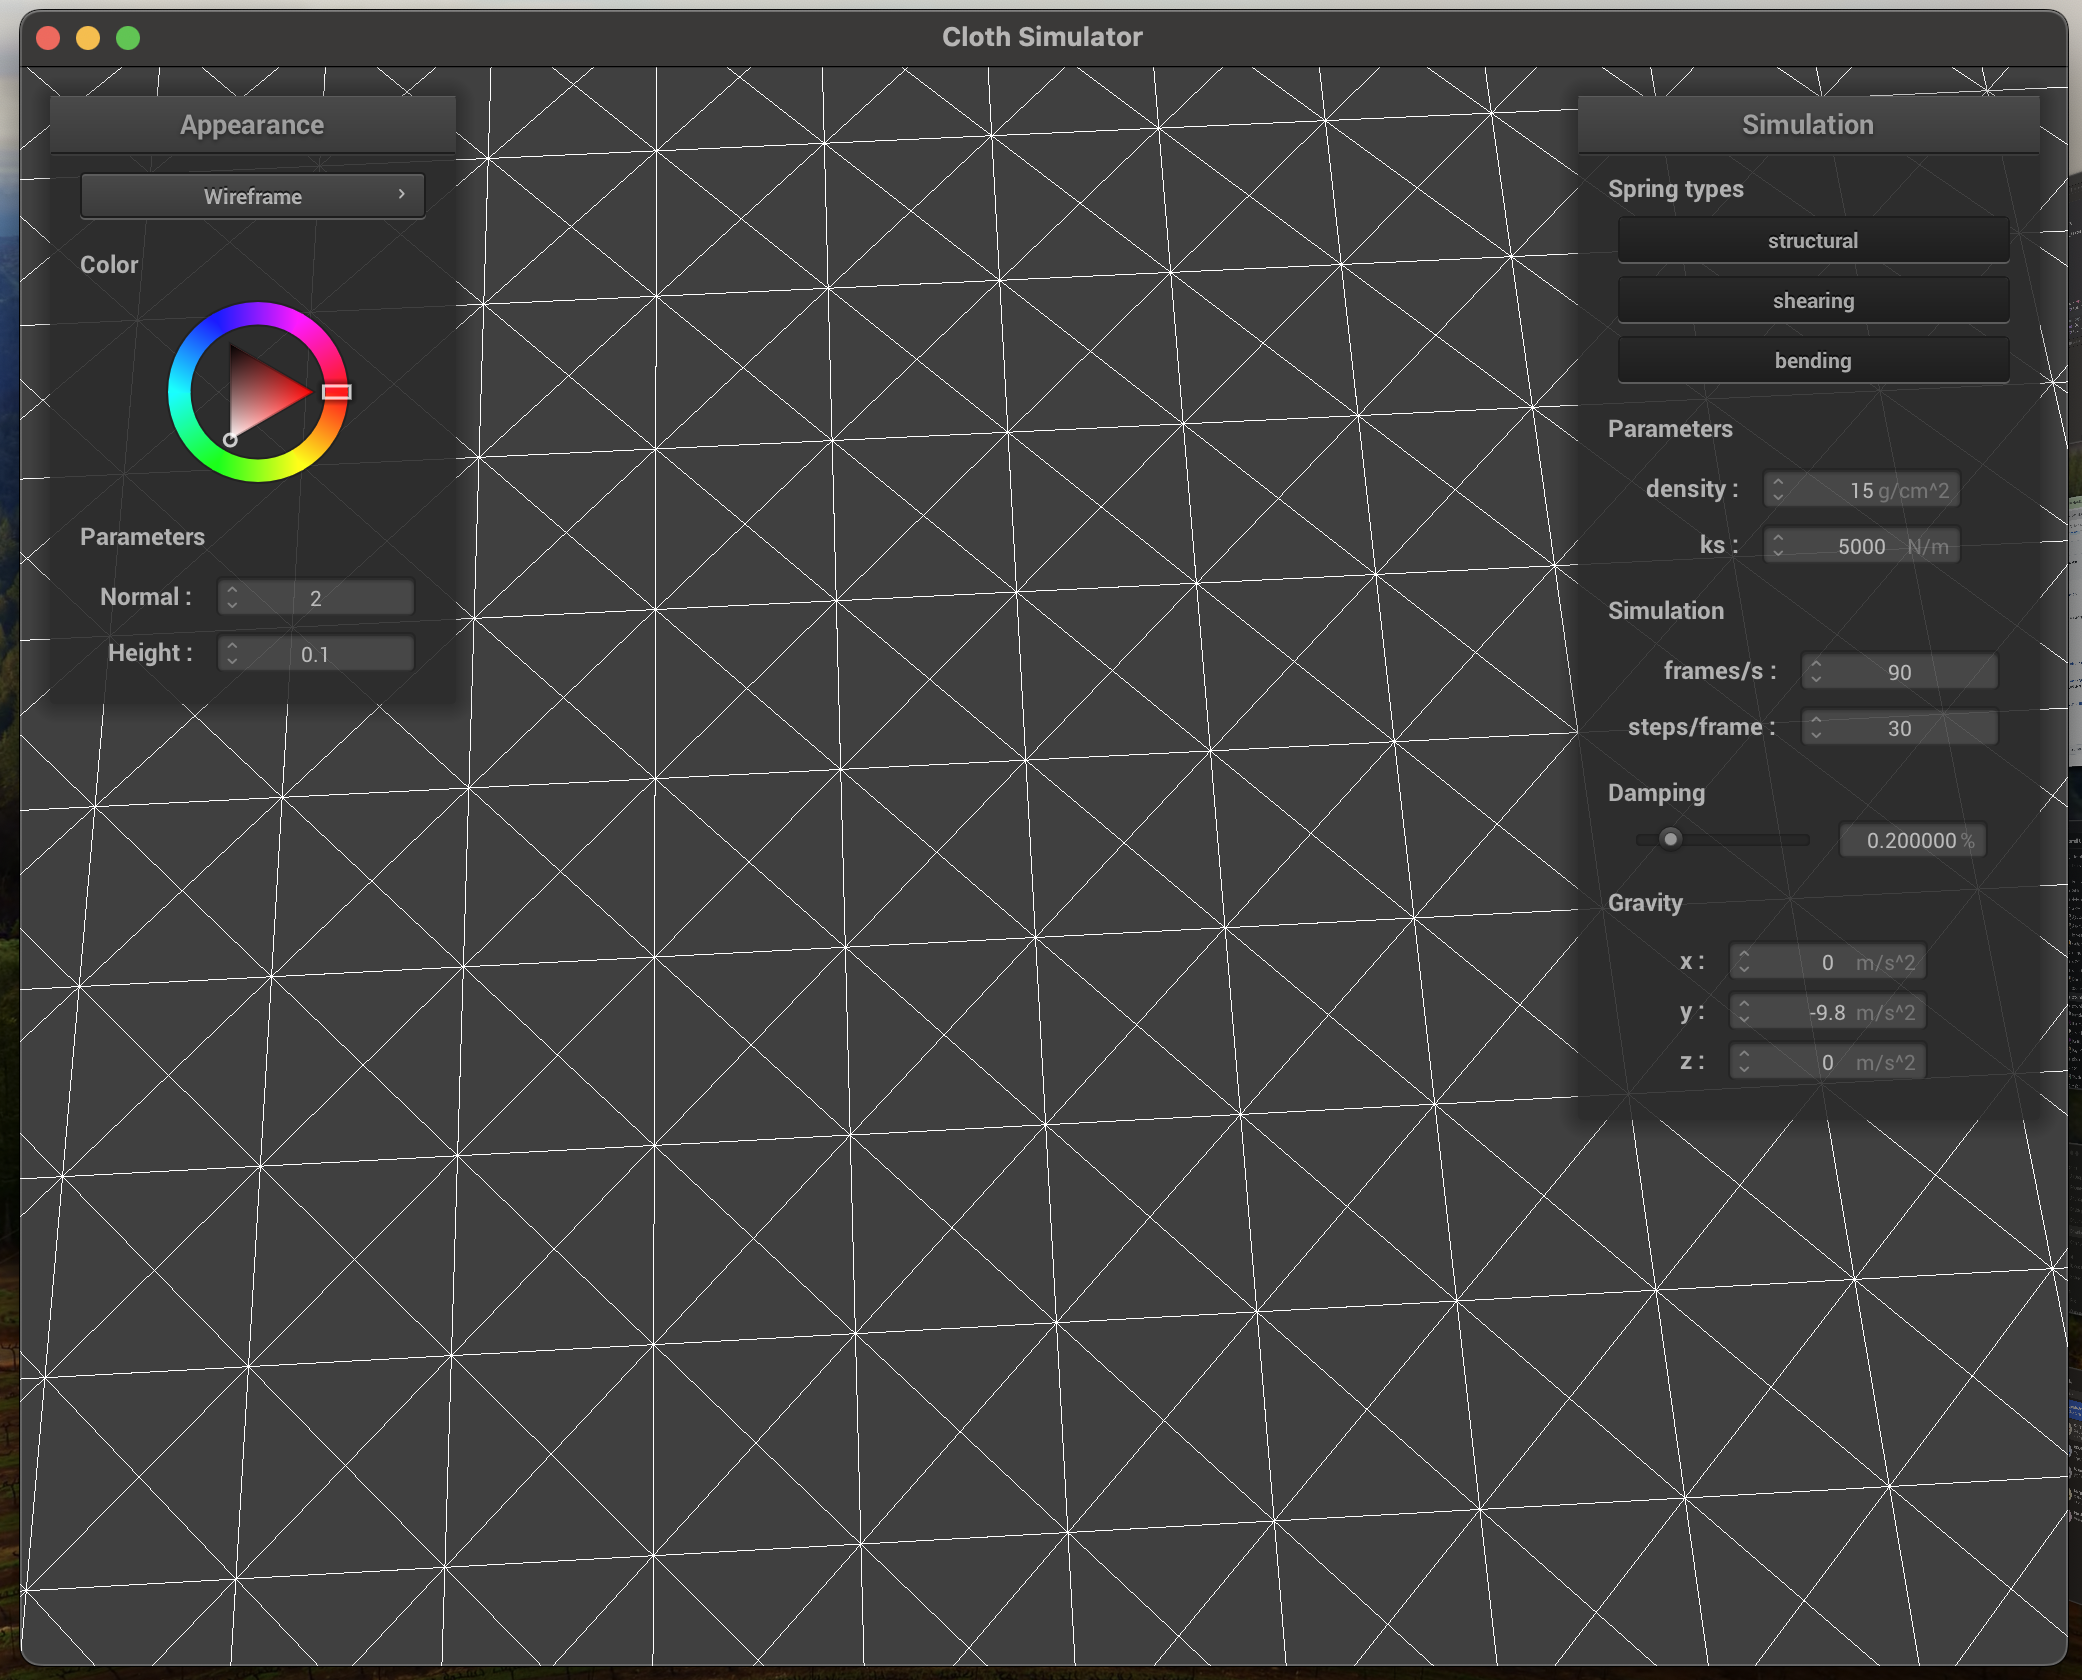 Cloth Simulator
Appearance
Wireframe
Color
Parameters
Normal : 2
Height : 0.1
Simulation
Spring types
structural
shearing
bending
Parameters
density : 15 g/cm^2
ks : 5000 N/m
Simulation
frames/s : 90
steps/frame : 30
Damping
0.200000 %
Gravity
x : 0 m/s^2
y : -9.8 m/s^2
z : 0 m/s^2